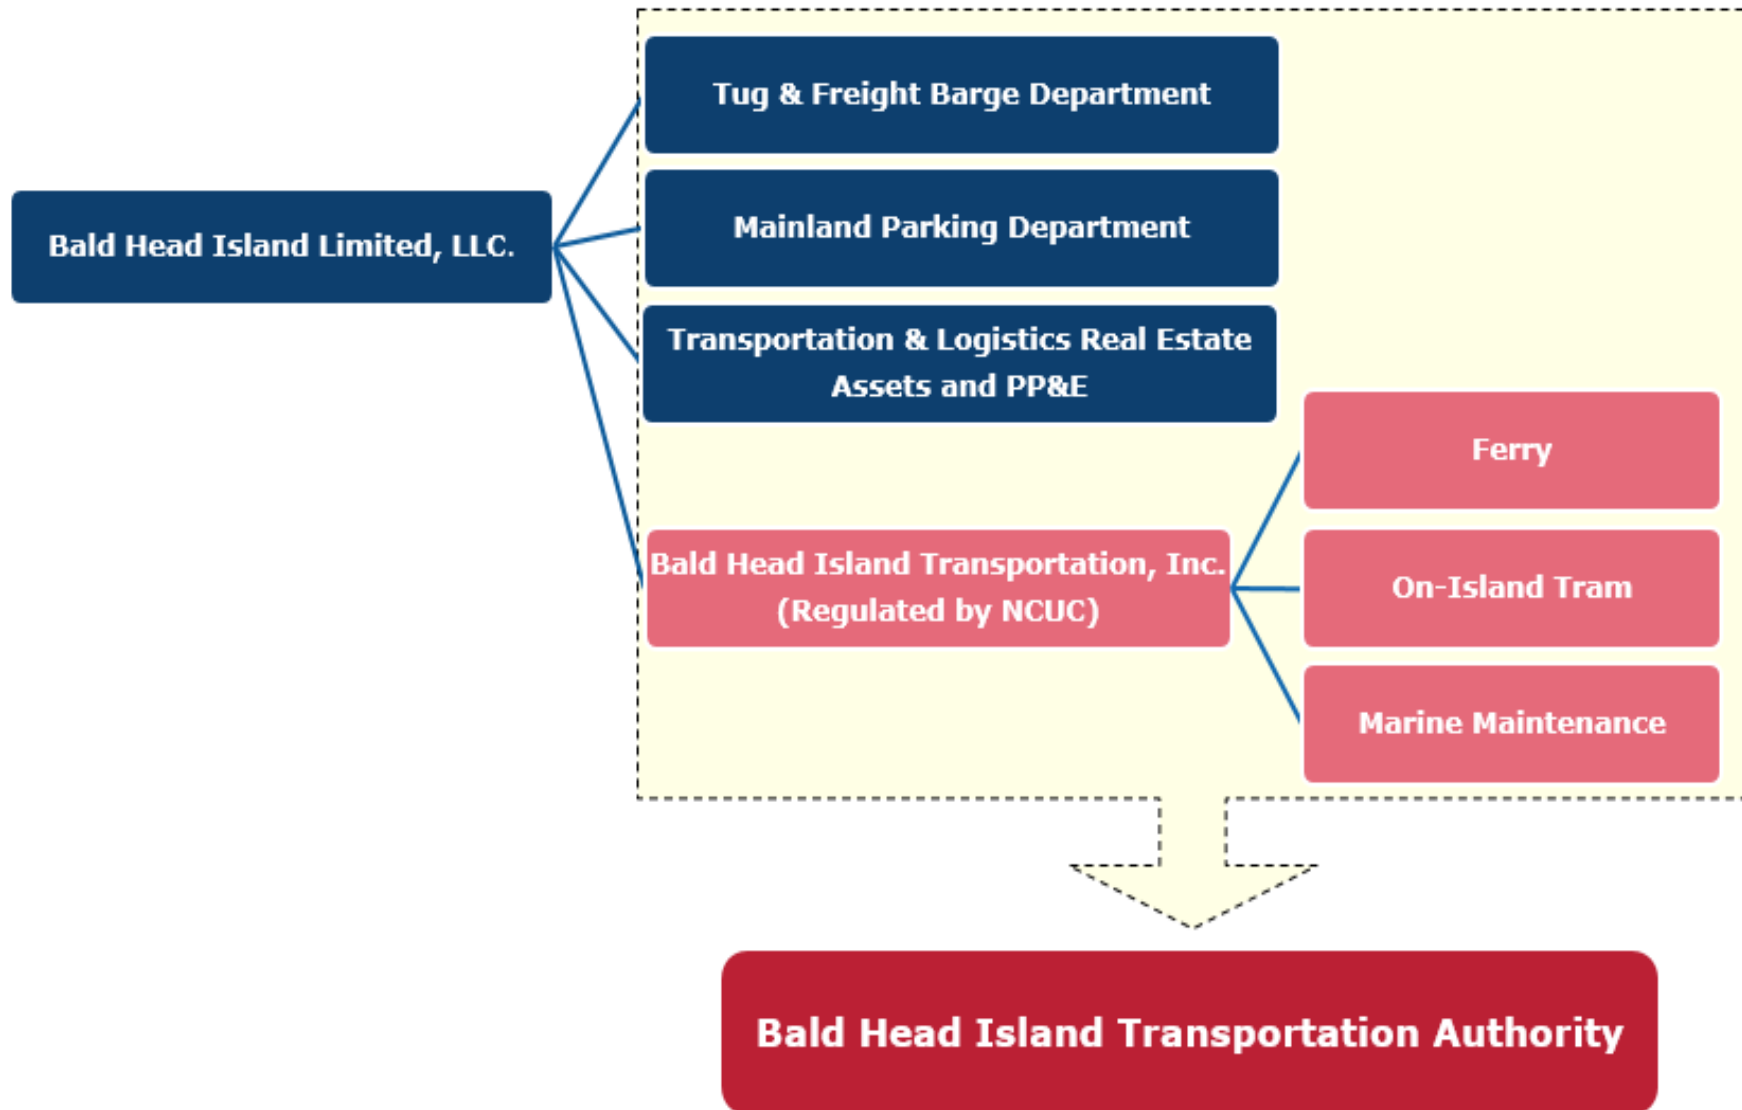 Tug & Freight Barge Department
Mainland Parking Department
Bald Head Island Limited, LLC.
Transportation & Logistics Real Estate
Assets and PP&E
Ferry
Bald Head Island Transportation, Inc.
(Regulated by NCUC)
On-Island Tram
Marine Maintenance
Bald Head Island Transportation Authority